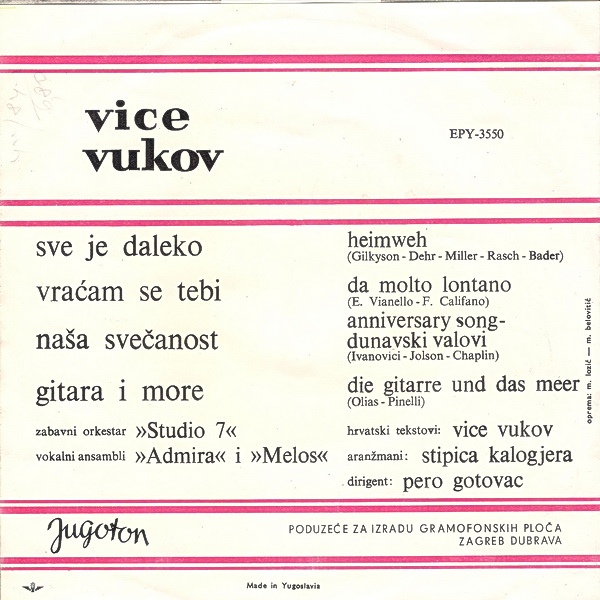 vice
vukov
EPY-3550
sve je daleko
heimweh
(Gilkyson - Dehr - Miller - Rasch - Bader)
vraćam se tebi
da molto lontano
(E. Vianello - F. Califano)
naša svečanost
anniversary song-
dunavski valovi
(Ivanovici - Jolson - Chaplin)
gitara i more
die gitarre und das meer
(Olias - Pinelli)
zabavni orkestar »Studio 7«
hrvatski tekstovi: vice vukov
vokalni ansambli »Admira« i »Melos«
aranžmani: stipica kalogjera
dirigent: pero gotovac
oprema: m. lozić — m. belovitić
Jugoton
PODUZEĆE ZA IZRADU GRAMOFONSKIH PLOČA
ZAGREB DUBRAVA
Made in Yugoslavia